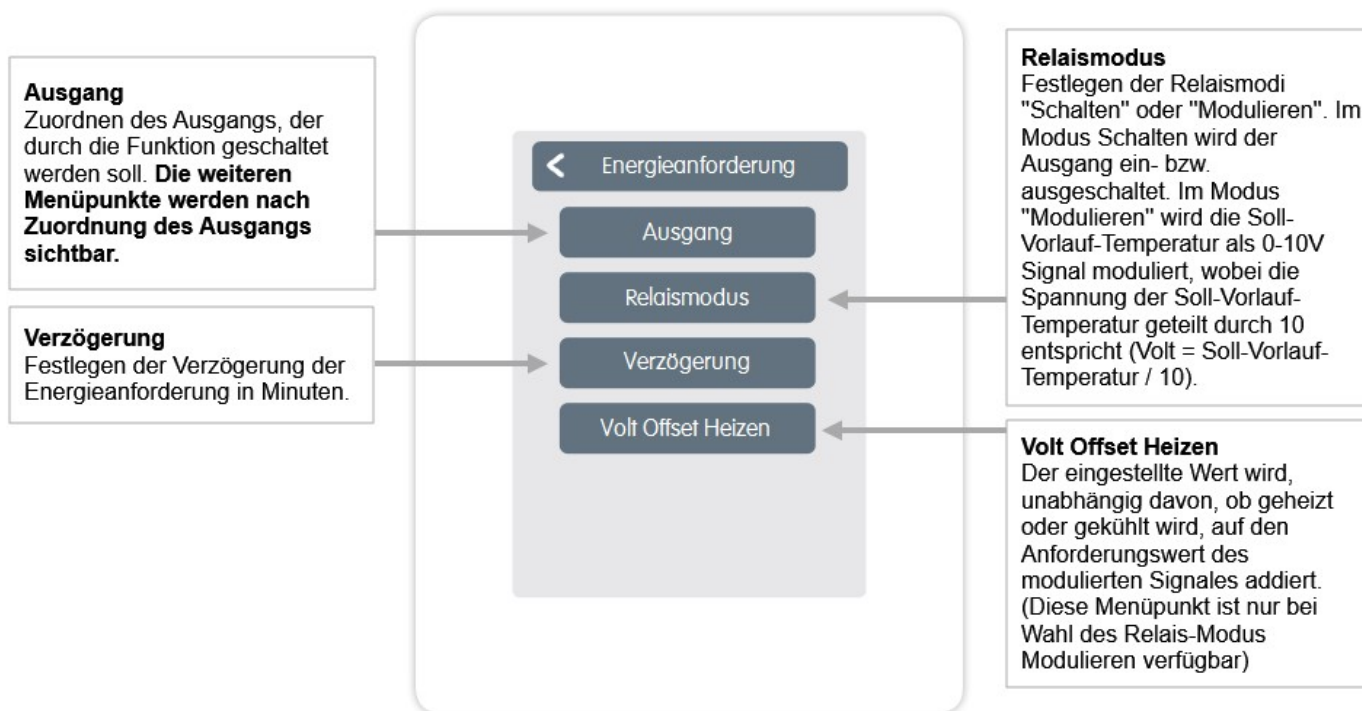 Ausgang
Zuordnen des Ausgangs, der
durch die Funktion geschaltet
werden soll. Die weiteren
Menüpunkte werden nach
Zuordnung des Ausgangs
sichtbar.
Verzögerung
Festlegen der Verzögerung der
Energieanforderung in Minuten.
Energieanforderung
Ausgang
Relaismodus
Verzögerung
Volt Offset Heizen
Relaismodus
Festlegen der Relaismodi
"Schalten" oder "Modulieren". Im
Modus Schalten wird der
Ausgang ein- bzw.
ausgeschaltet. Im Modus
"Modulieren" wird die Soll-
Vorlauf-Temperatur als 0-10V
Signal moduliert, wobei die
Spannung der Soll-Vorlauf-
Temperatur geteilt durch 10
entspricht (Volt = Soll-Vorlauf-
Temperatur / 10).
Volt Offset Heizen
Der eingestellte Wert wird,
unabhängig davon, ob geheizt
oder gekühlt wird, auf den
Anforderungswert des
modulierten Signales addiert.
(Diese Menüpunkt ist nur bei
Wahl des Relais-Modus
Modulieren verfügbar)